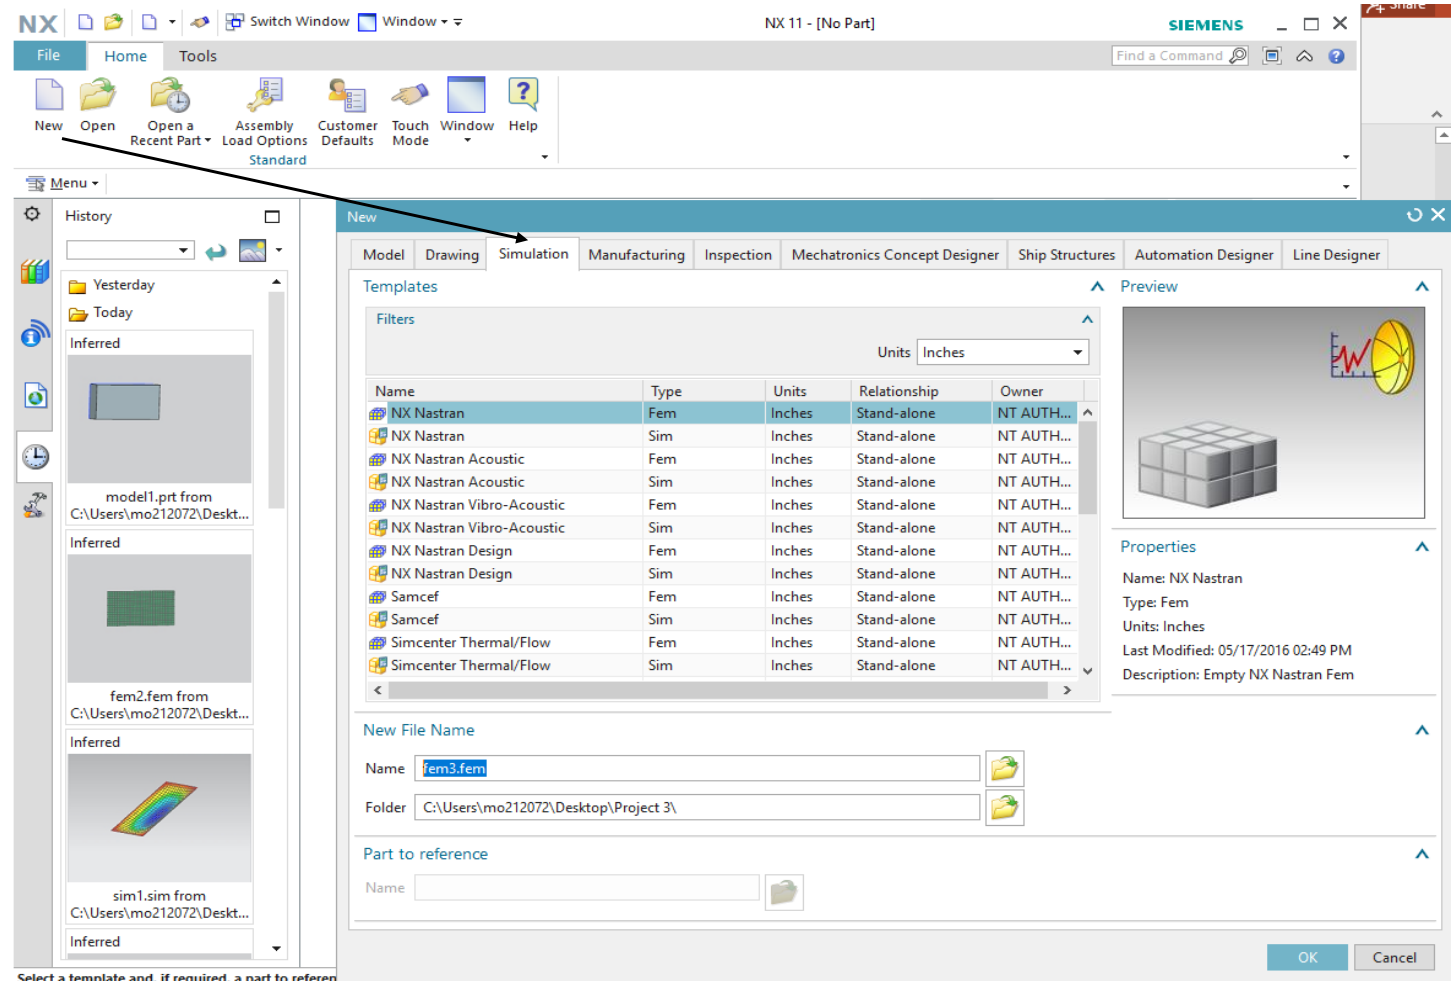 NX
Switch Window
Window
NX 11 - [No Part]
SIEMENS
Share
File
Home
Tools
Find a Command
New
Open
Open a
Recent Part
Assembly
Load Options
Customer
Defaults
Touch
Mode
Window
Help
Standard
Menu
History
Yesterday
Today
Inferred
model1.prt from
C:\Users\mo212072\Deskt...
Inferred
fem2.fem from
C:\Users\mo212072\Deskt...
Inferred
sim1.sim from
C:\Users\mo212072\Deskt...
Inferred
Select a template and, if required, a part to referen
New
Model Drawing Simulation Manufacturing Inspection Mechatronics Concept Designer Ship Structures Automation Designer Line Designer
Templates
Filters
Units Inches
Name Type Units Relationship Owner
NX Nastran Fem Inches Stand-alone NT AUTH...
NX Nastran Sim Inches Stand-alone NT AUTH...
NX Nastran Acoustic Fem Inches Stand-alone NT AUTH...
NX Nastran Acoustic Sim Inches Stand-alone NT AUTH...
NX Nastran Vibro-Acoustic Fem Inches Stand-alone NT AUTH...
NX Nastran Vibro-Acoustic Sim Inches Stand-alone NT AUTH...
NX Nastran Design Fem Inches Stand-alone NT AUTH...
NX Nastran Design Sim Inches Stand-alone NT AUTH...
Samcef Fem Inches Stand-alone NT AUTH...
Samcef Sim Inches Stand-alone NT AUTH...
Simcenter Thermal/Flow Fem Inches Stand-alone NT AUTH...
Simcenter Thermal/Flow Sim Inches Stand-alone NT AUTH...
Preview
Properties
Name: NX Nastran
Type: Fem
Units: Inches
Last Modified: 05/17/2016 02:49 PM
Description: Empty NX Nastran Fem
New File Name
Name fem3.fem
Folder C:\Users\mo212072\Desktop\Project 3\
Part to reference
Name
OK
Cancel